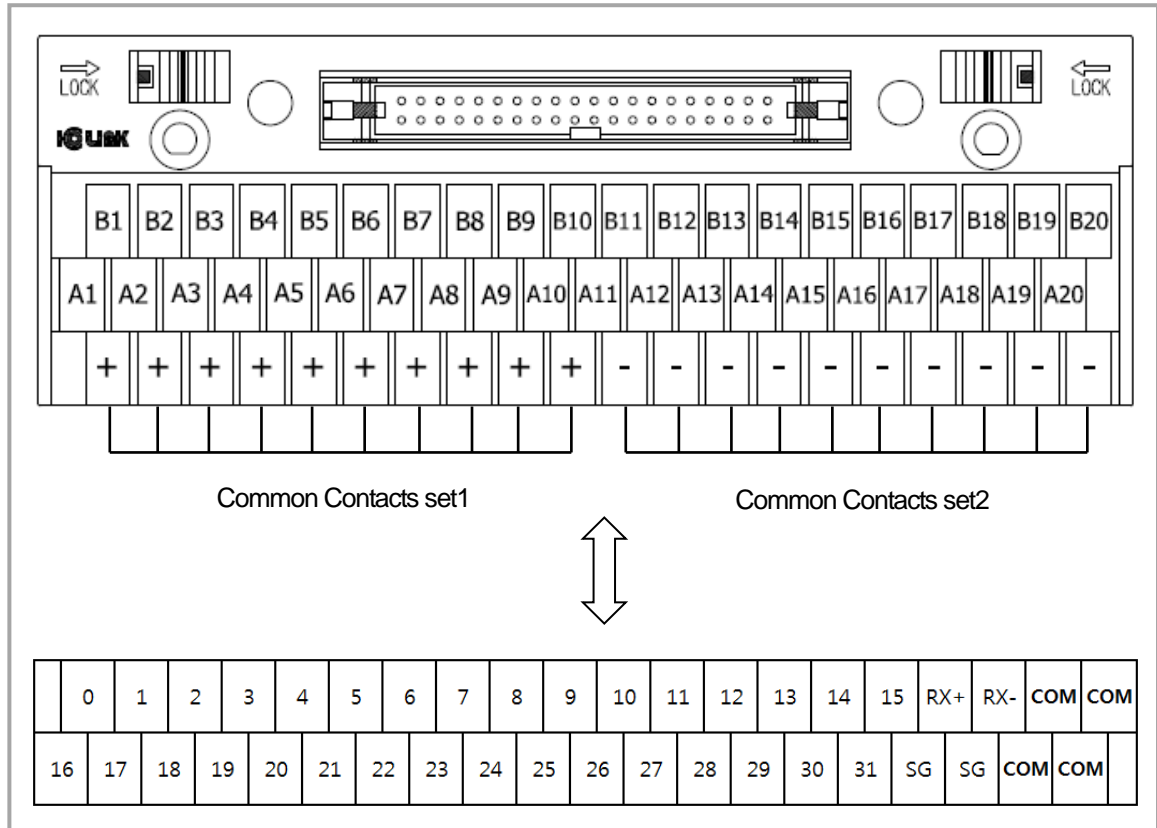 LOCK LOCK
B1 B2 B3 B4 B5 B6 B7 B8 B9 B10 B11 B12 B13 B14 B15 B16 B17 B18 B19 B20
A1 A2 A3 A4 A5 A6 A7 A8 A9 A10 A11 A12 A13 A14 A15 A16 A17 A18 A19 A20
+ + + + + + + + + + - - - - - - - - - -
Common Contacts set1 Common Contacts set2
0 1 2 3 4 5 6 7 8 9 10 11 12 13 14 15 RX+ RX- COM COM
16 17 18 19 20 21 22 23 24 25 26 27 28 29 30 31 SG SG COM COM